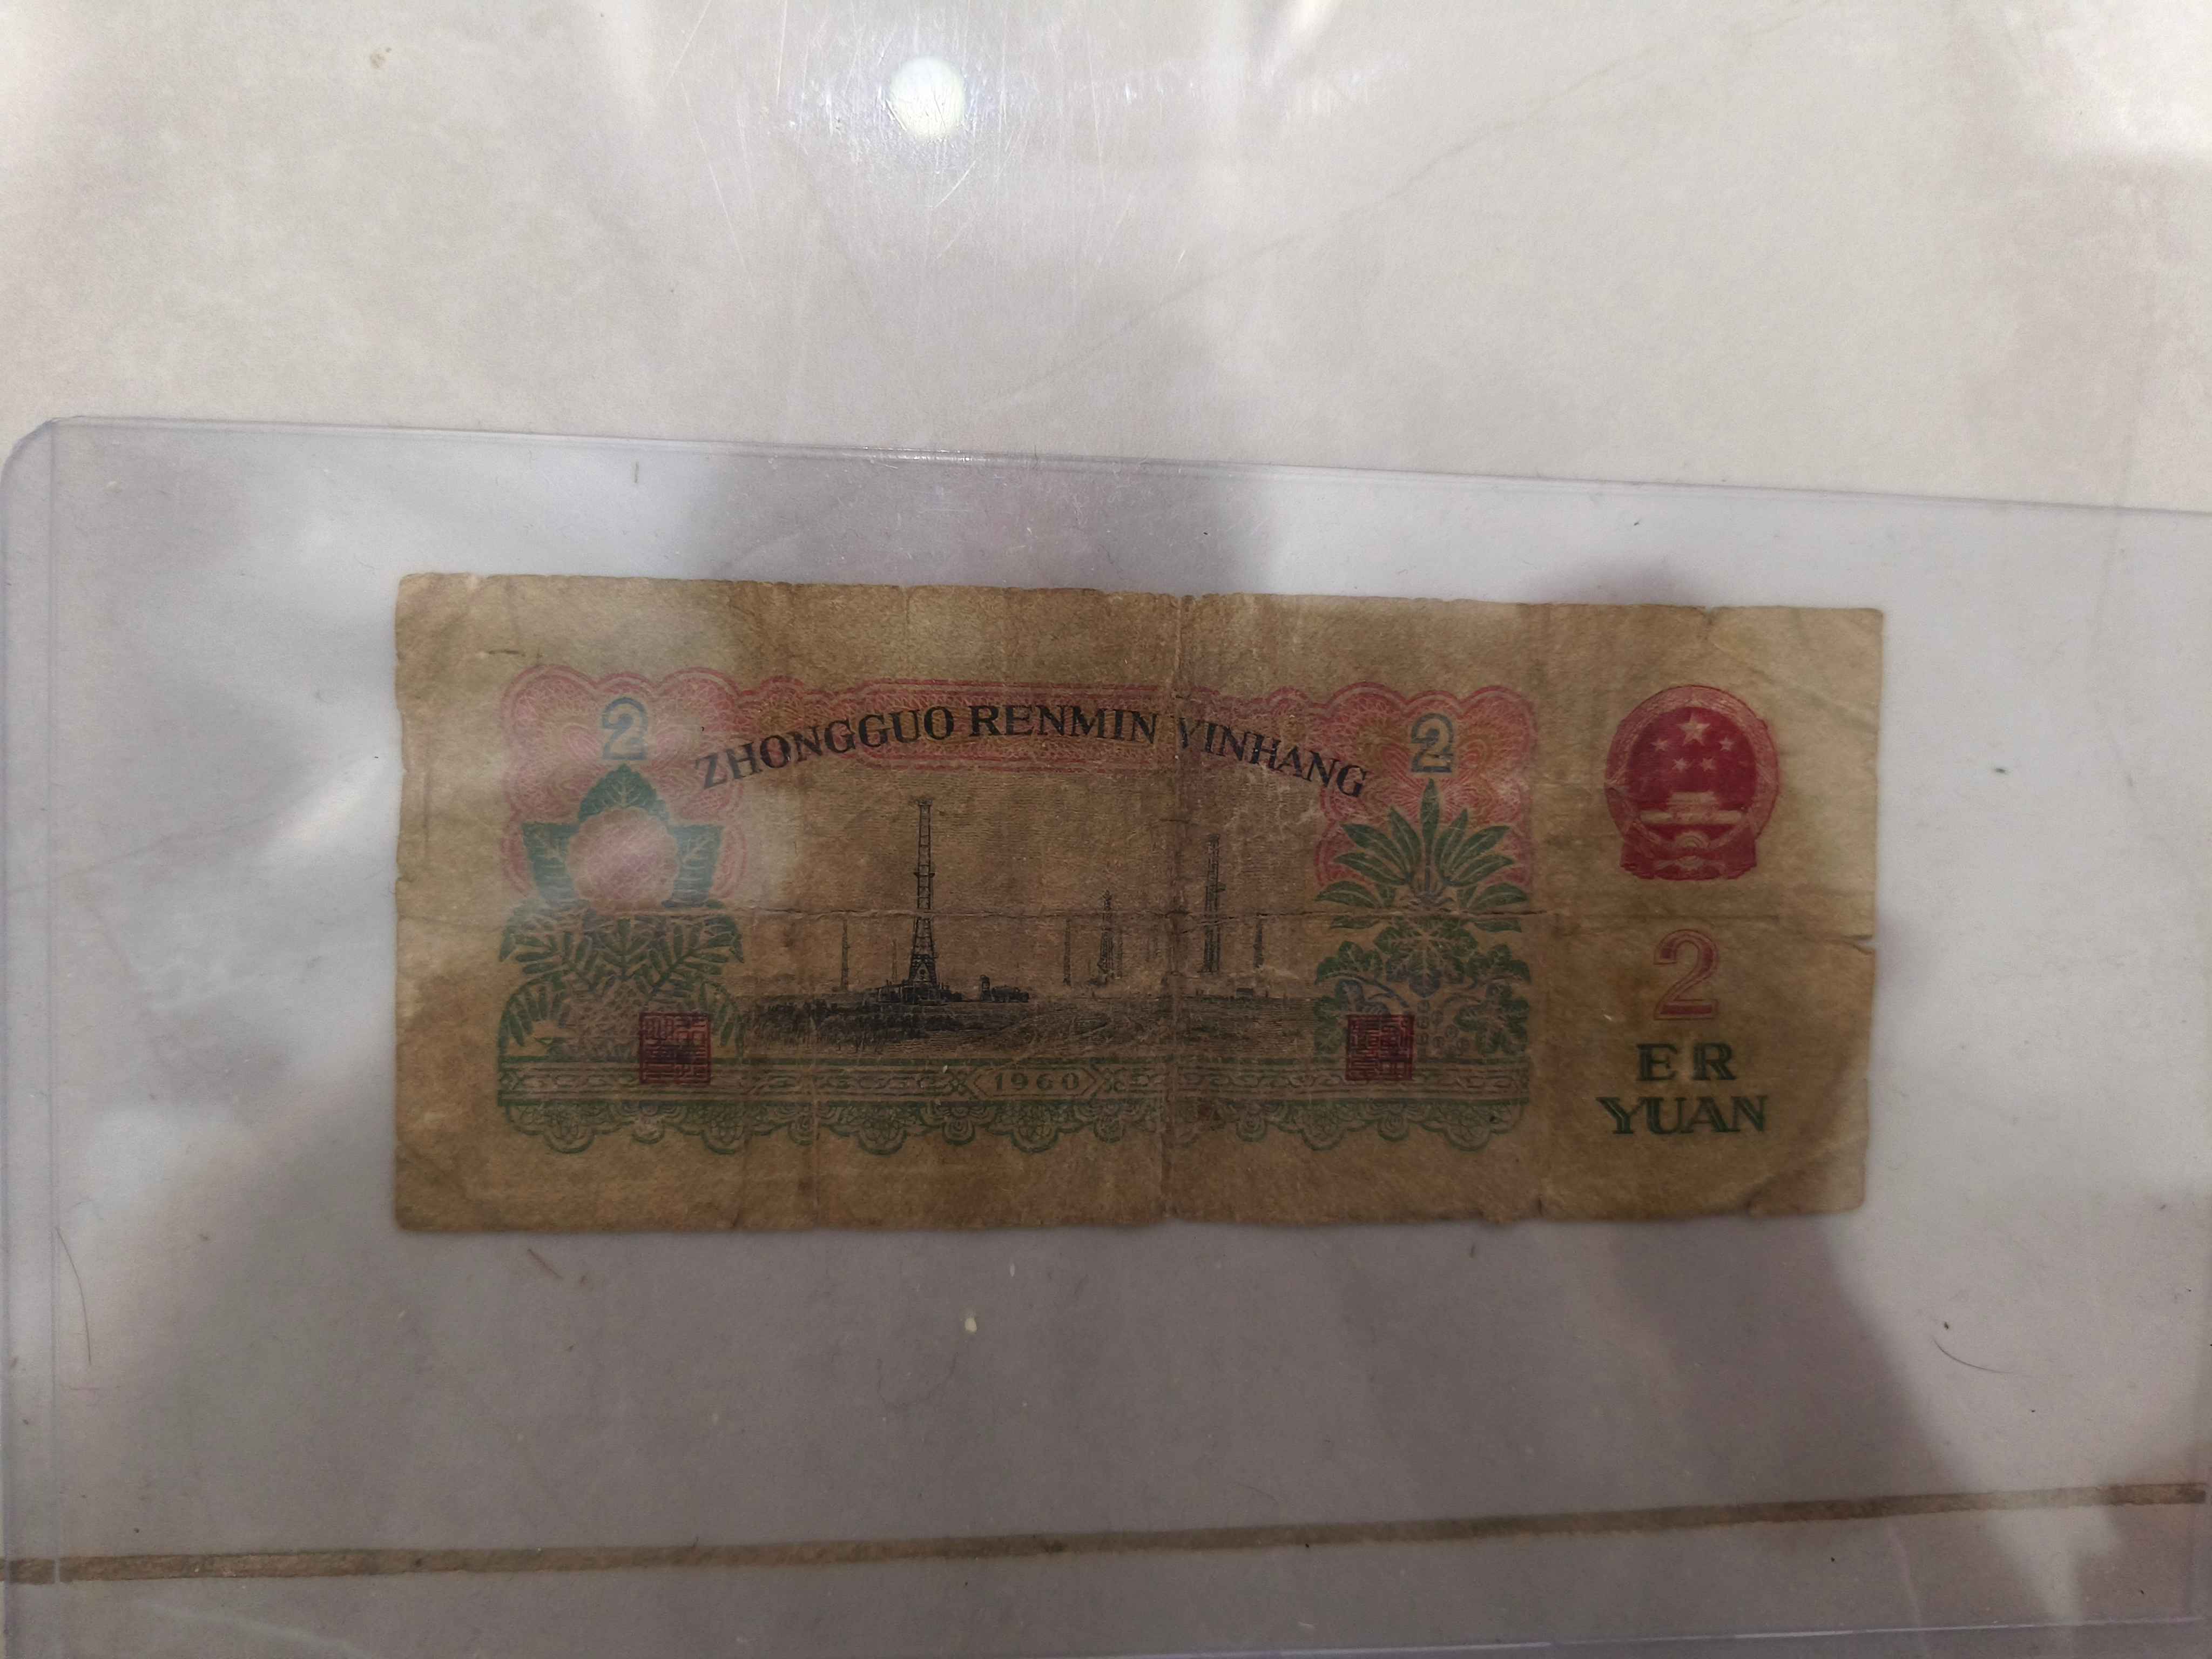 2
ZHONGGUO RENMIN YINHANG
2
1960
2
ER
YUAN